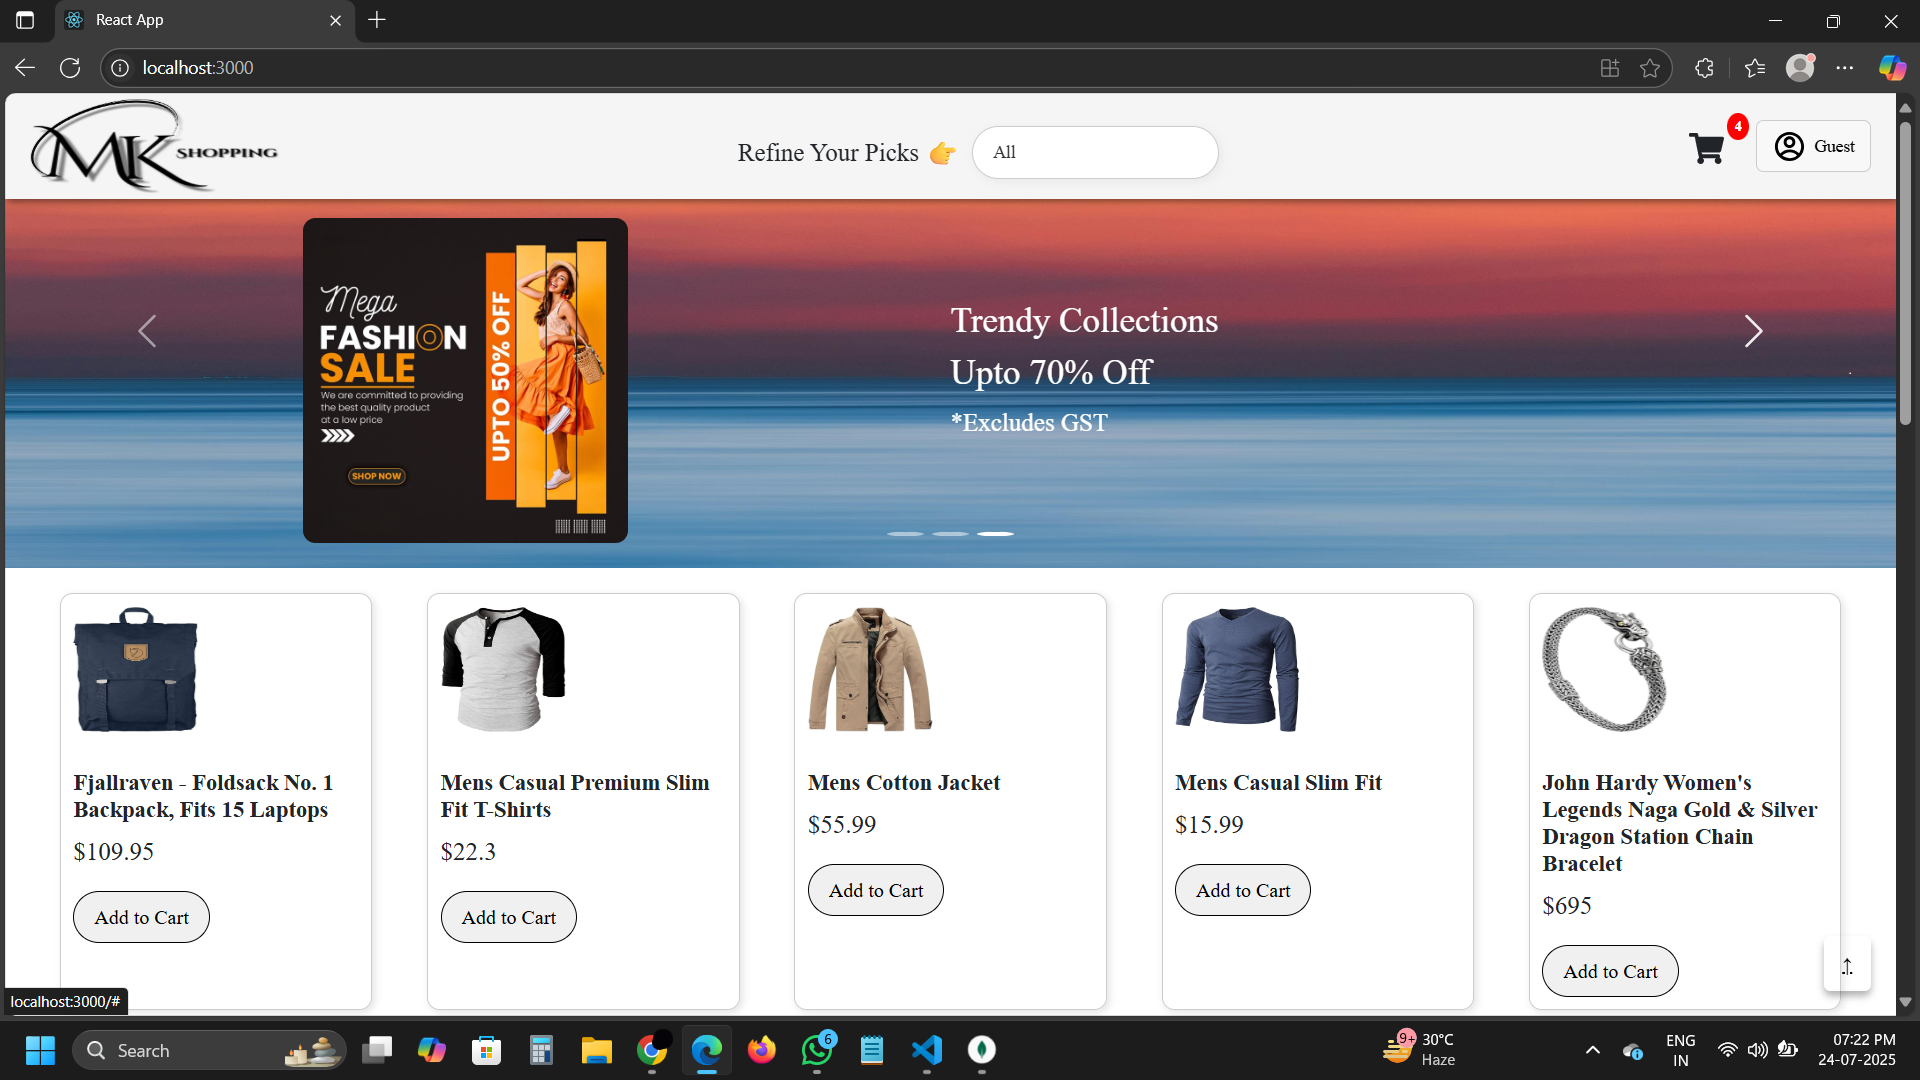 React App
localhost:3000
MK SHOPPING
Refine Your Picks 👉
All
4
Guest
Mega
FASHION
SALE
We are committed to providing
the best quality product
at a low price
SHOP NOW
UPTO 50% OFF
Trendy Collections
Upto 70% Off
*Excludes GST
Fjallraven - Foldsack No. 1
Backpack, Fits 15 Laptops
$109.95
Add to Cart
Mens Casual Premium Slim
Fit T-Shirts
$22.3
Add to Cart
Mens Cotton Jacket
$55.99
Add to Cart
Mens Casual Slim Fit
$15.99
Add to Cart
John Hardy Women's
Legends Naga Gold & Silver
Dragon Station Chain
Bracelet
$695
Add to Cart
localhost:3000/#
Search
6
9+
30°C
Haze
ENG
IN
07:22 PM
24-07-2025